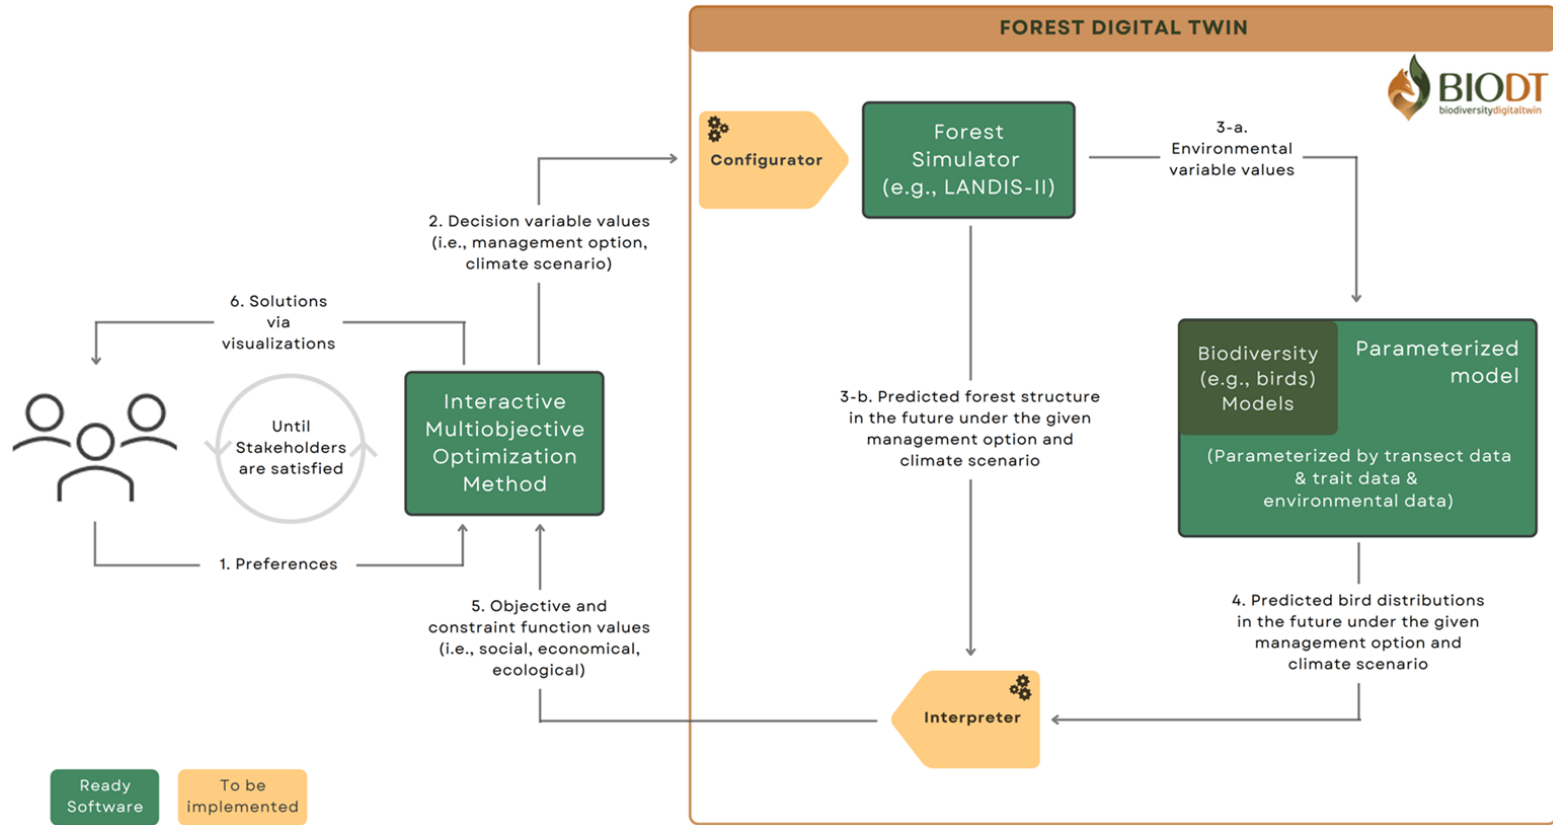 FOREST DIGITAL TWIN
BIODT
biodiversitydigitaltwin
Configurator
Forest
Simulator
(e.g., LANDIS-II)
3-a.
Environmental
variable values
2. Decision variable values
(i.e., management option,
climate scenario)
6. Solutions
via
visualizations
Until
Stakeholders
are satisfied
Interactive
Multiobjective
Optimization
Method
1. Preferences
3-b. Predicted forest structure
in the future under the given
management option and
climate scenario
Biodiversity
(e.g., birds)
Models
Parameterized
model
(Parameterized by transect data
& trait data &
environmental data)
4. Predicted bird distributions
in the future under the given
management option and
climate scenario
5. Objective and
constraint function values
(i.e., social, economical,
ecological)
Interpreter
Ready
Software
To be
implemented